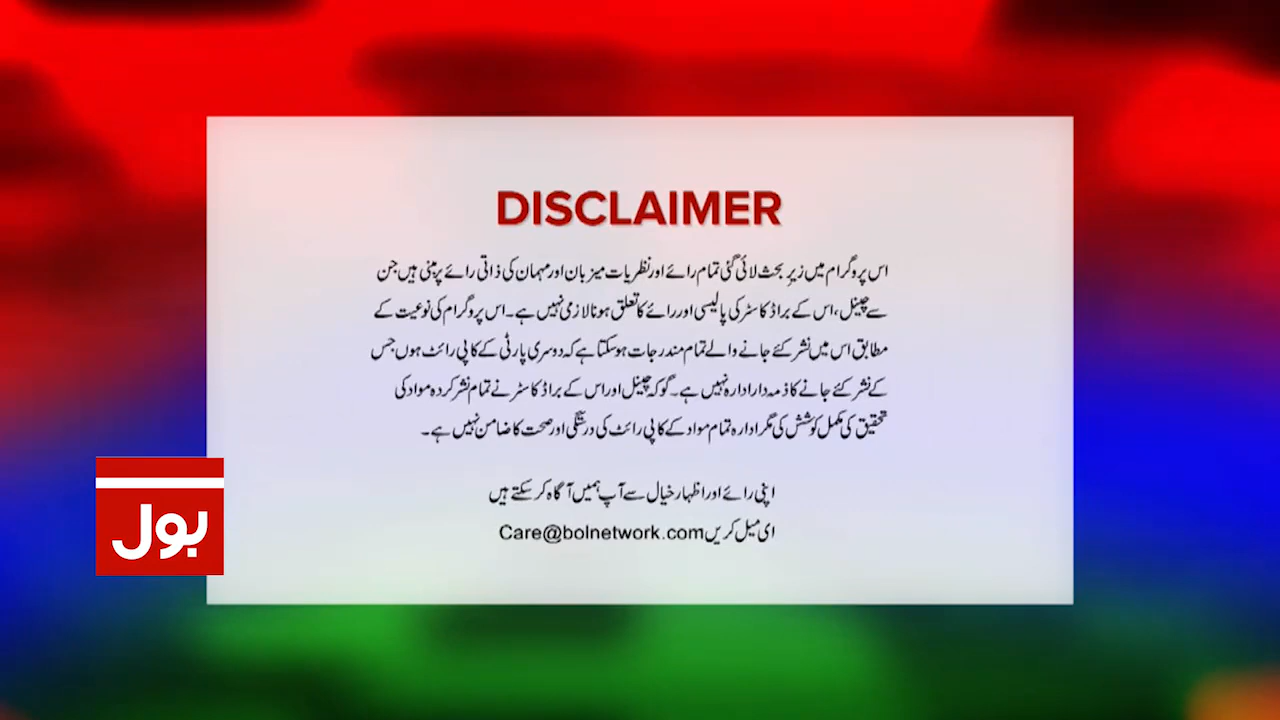 DISCLAIMER
اس پروگرام میں زیرِ بحث لائی گئی تمام رائے اور نظریات میزبان اور مہمان کی ذاتی رائے پر مبنی ہیں جن
سے چینل، اس کے براڈ کاسٹر کی پالیسی اور رائے کا تعلق ہونا لازمی نہیں ہے۔ اس پروگرام کی نوعیت کے
مطابق اس میں نشر کئے جانے والے تمام مندرجات ہو سکتا ہے کہ دوسری پارٹی کے کاپی رائٹ ہوں جس
کے نشر کئے جانے کا ذمہ دار ادارہ نہیں ہے۔ گو کہ چینل اور اس کے براڈ کاسٹر نے تمام نشر کردہ مواد کی
تحقیق کی مکمل کوشش کی مگر ادارہ تمام مواد کے کاپی رائٹ کی درستگی اور صحت کا ضامن نہیں ہے۔
اپنی رائے اور اظہار خیال سے آپ ہمیں آگاہ کر سکتے ہیں
ای میل کریں Care@bolnetwork.com
بول